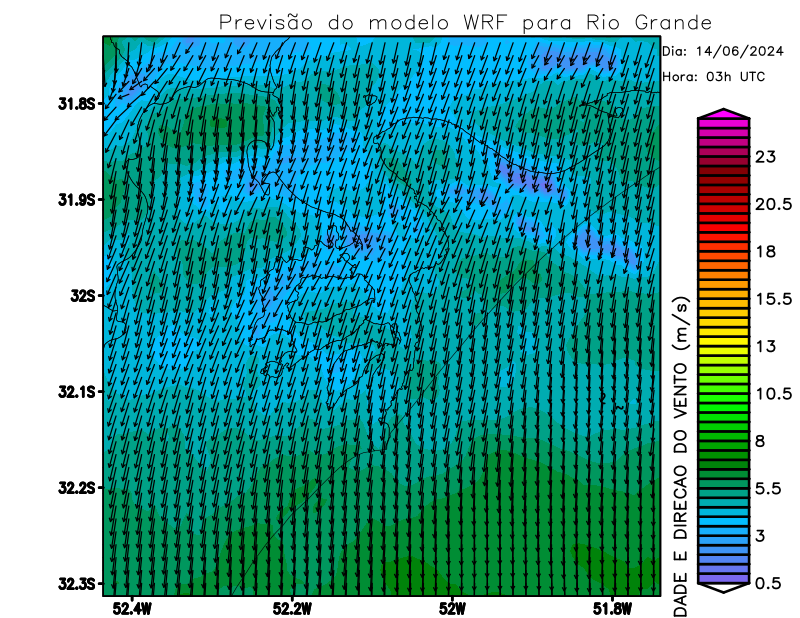 Previsão do modelo WRF para Rio Grande
Dia: 14/06/2024
Hora: 03h UTC
31.8S
31.9S
32S
32.1S
32.2S
32.3S
52.4W
52.2W
52W
51.8W
23
20.5
18
15.5
13
10.5
8
5.5
3
0.5
DADE E DIRECAO DO VENTO (m/s)